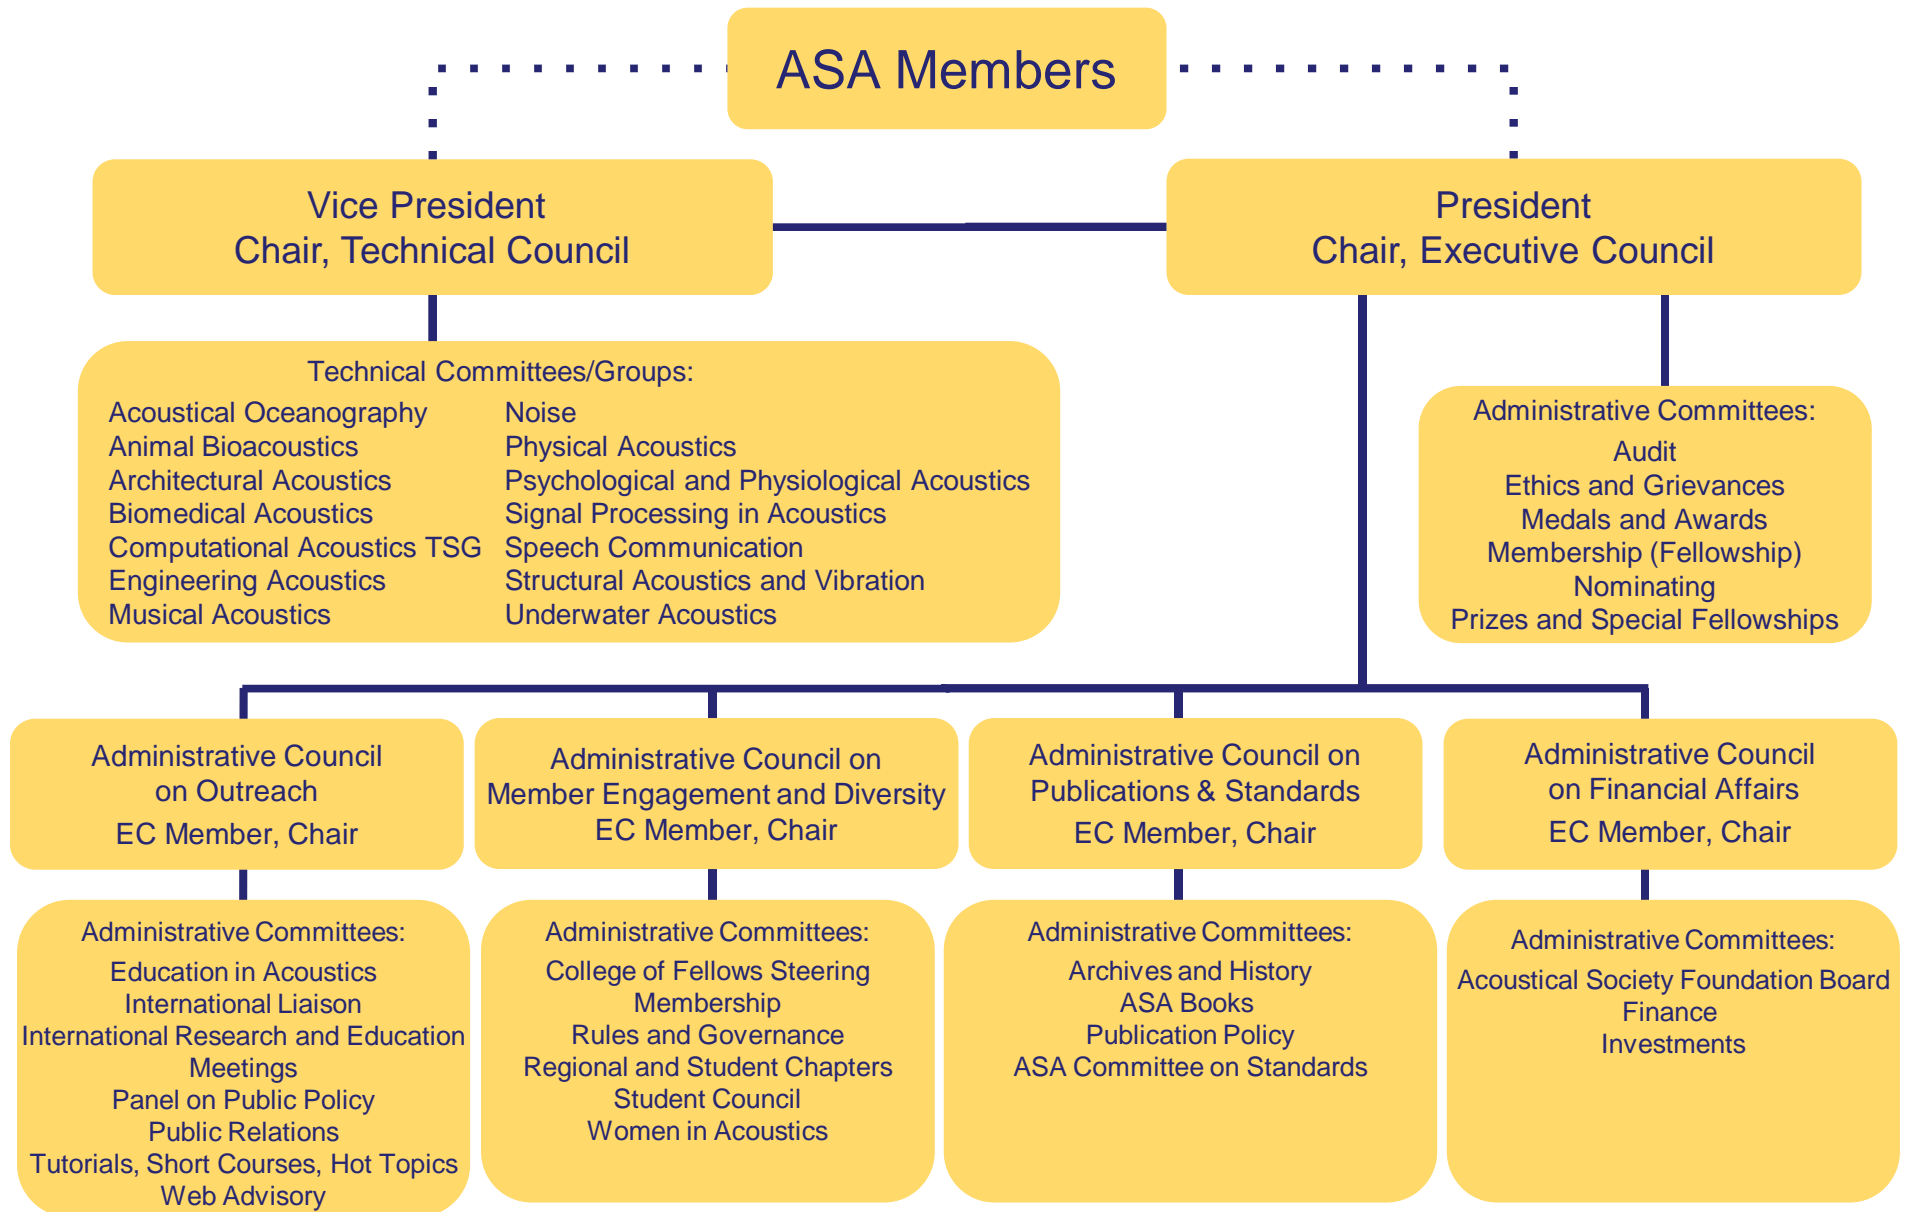 ASA Members
Vice President
Chair, Technical Council
President
Chair, Executive Council
Technical Committees/Groups:
Acoustical Oceanography
Animal Bioacoustics
Architectural Acoustics
Biomedical Acoustics
Computational Acoustics TSG
Engineering Acoustics
Musical Acoustics
Noise
Physical Acoustics
Psychological and Physiological Acoustics
Signal Processing in Acoustics
Speech Communication
Structural Acoustics and Vibration
Underwater Acoustics
Administrative Committees:
Audit
Ethics and Grievances
Medals and Awards
Membership (Fellowship)
Nominating
Prizes and Special Fellowships
Administrative Council
on Outreach
EC Member, Chair
Administrative Council on
Member Engagement and Diversity
EC Member, Chair
Administrative Council on
Publications & Standards
EC Member, Chair
Administrative Council
on Financial Affairs
EC Member, Chair
Administrative Committees:
Education in Acoustics
International Liaison
International Research and Education
Meetings
Panel on Public Policy
Public Relations
Tutorials, Short Courses, Hot Topics
Web Advisory
Administrative Committees:
College of Fellows Steering
Membership
Rules and Governance
Regional and Student Chapters
Student Council
Women in Acoustics
Administrative Committees:
Archives and History
ASA Books
Publication Policy
ASA Committee on Standards
Administrative Committees:
Acoustical Society Foundation Board
Finance
Investments